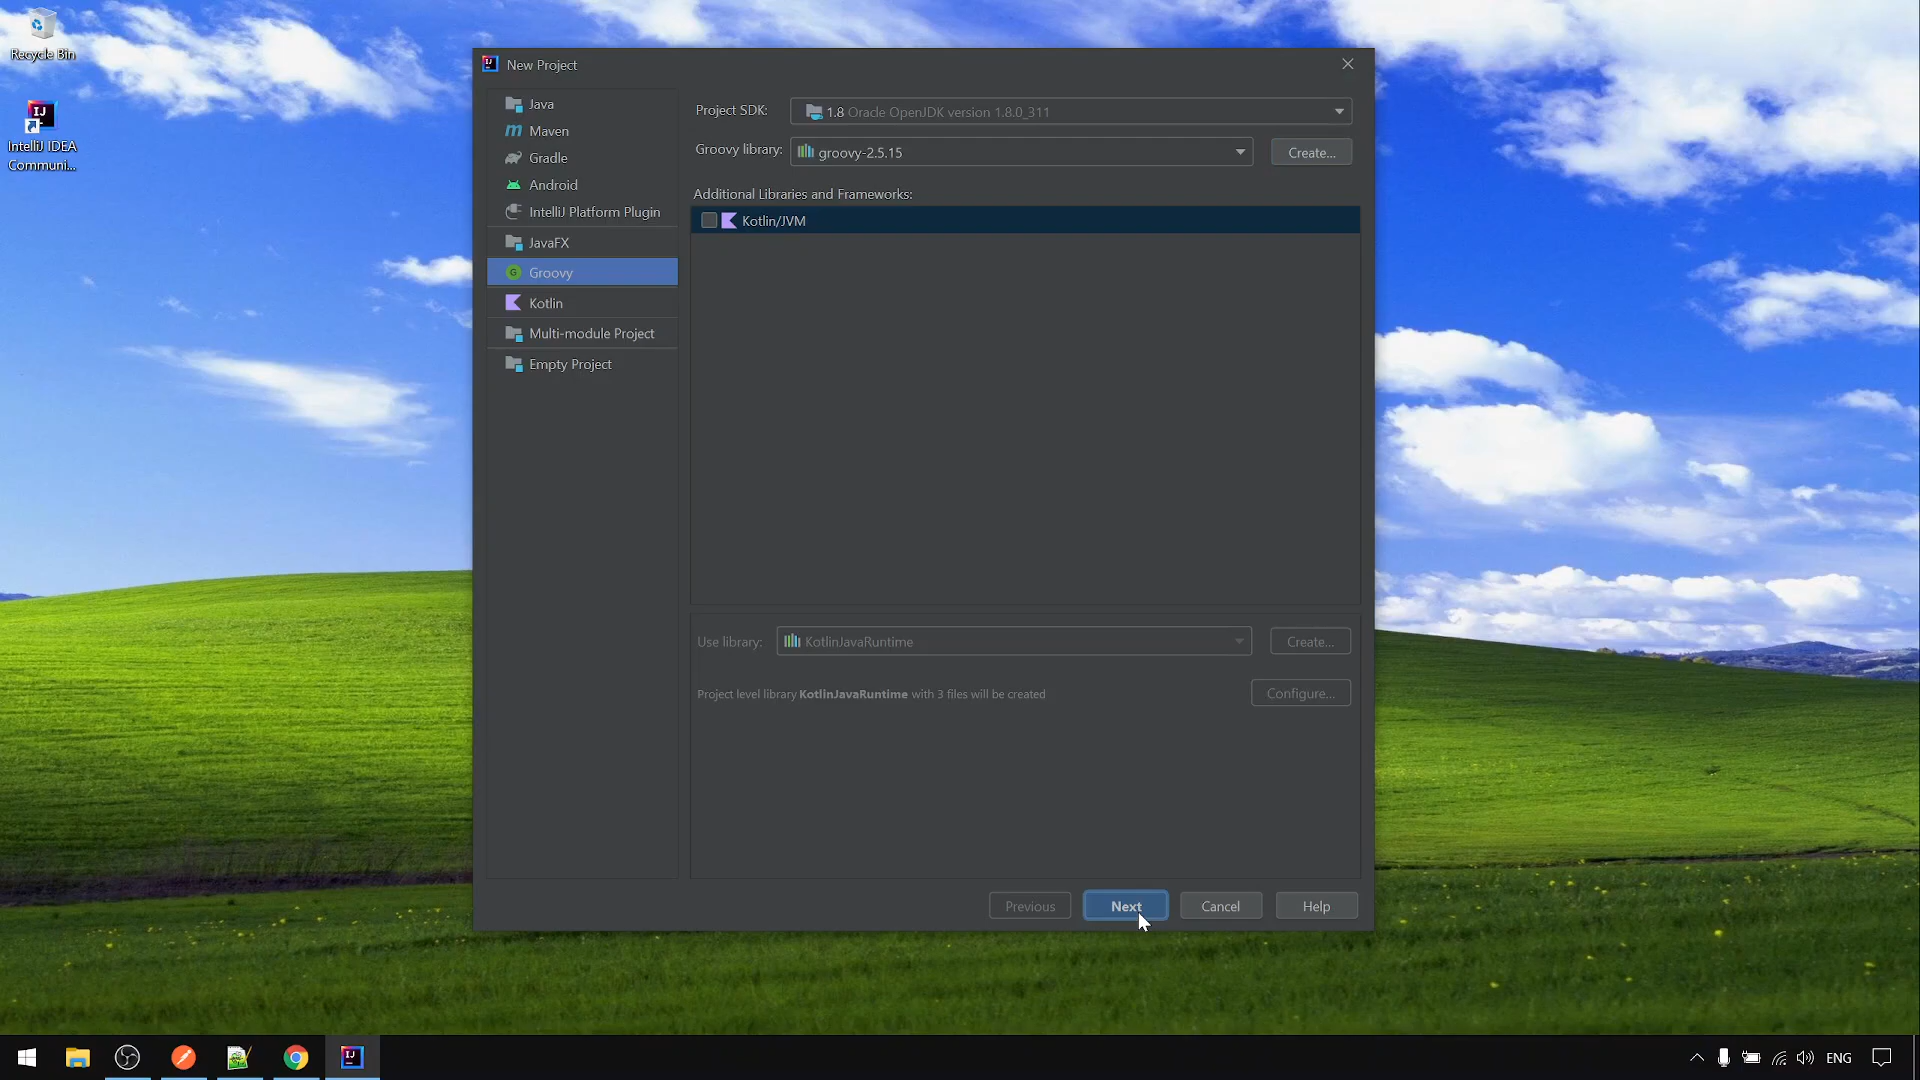 Recycle Bin
IntelliJ IDEA
Communi...
New Project
Java
Maven
Gradle
Android
IntelliJ Platform Plugin
JavaFX
Groovy
Kotlin
Multi-module Project
Empty Project
Project SDK: 1.8 Oracle OpenJDK version 1.8.0_311
Groovy library: groovy-2.5.15 Create...
Additional Libraries and Frameworks:
Kotlin/JVM
Use library: KotlinJavaRuntime Create...
Project level library KotlinJavaRuntime with 3 files will be created Configure...
Previous Next Cancel Help
ENG